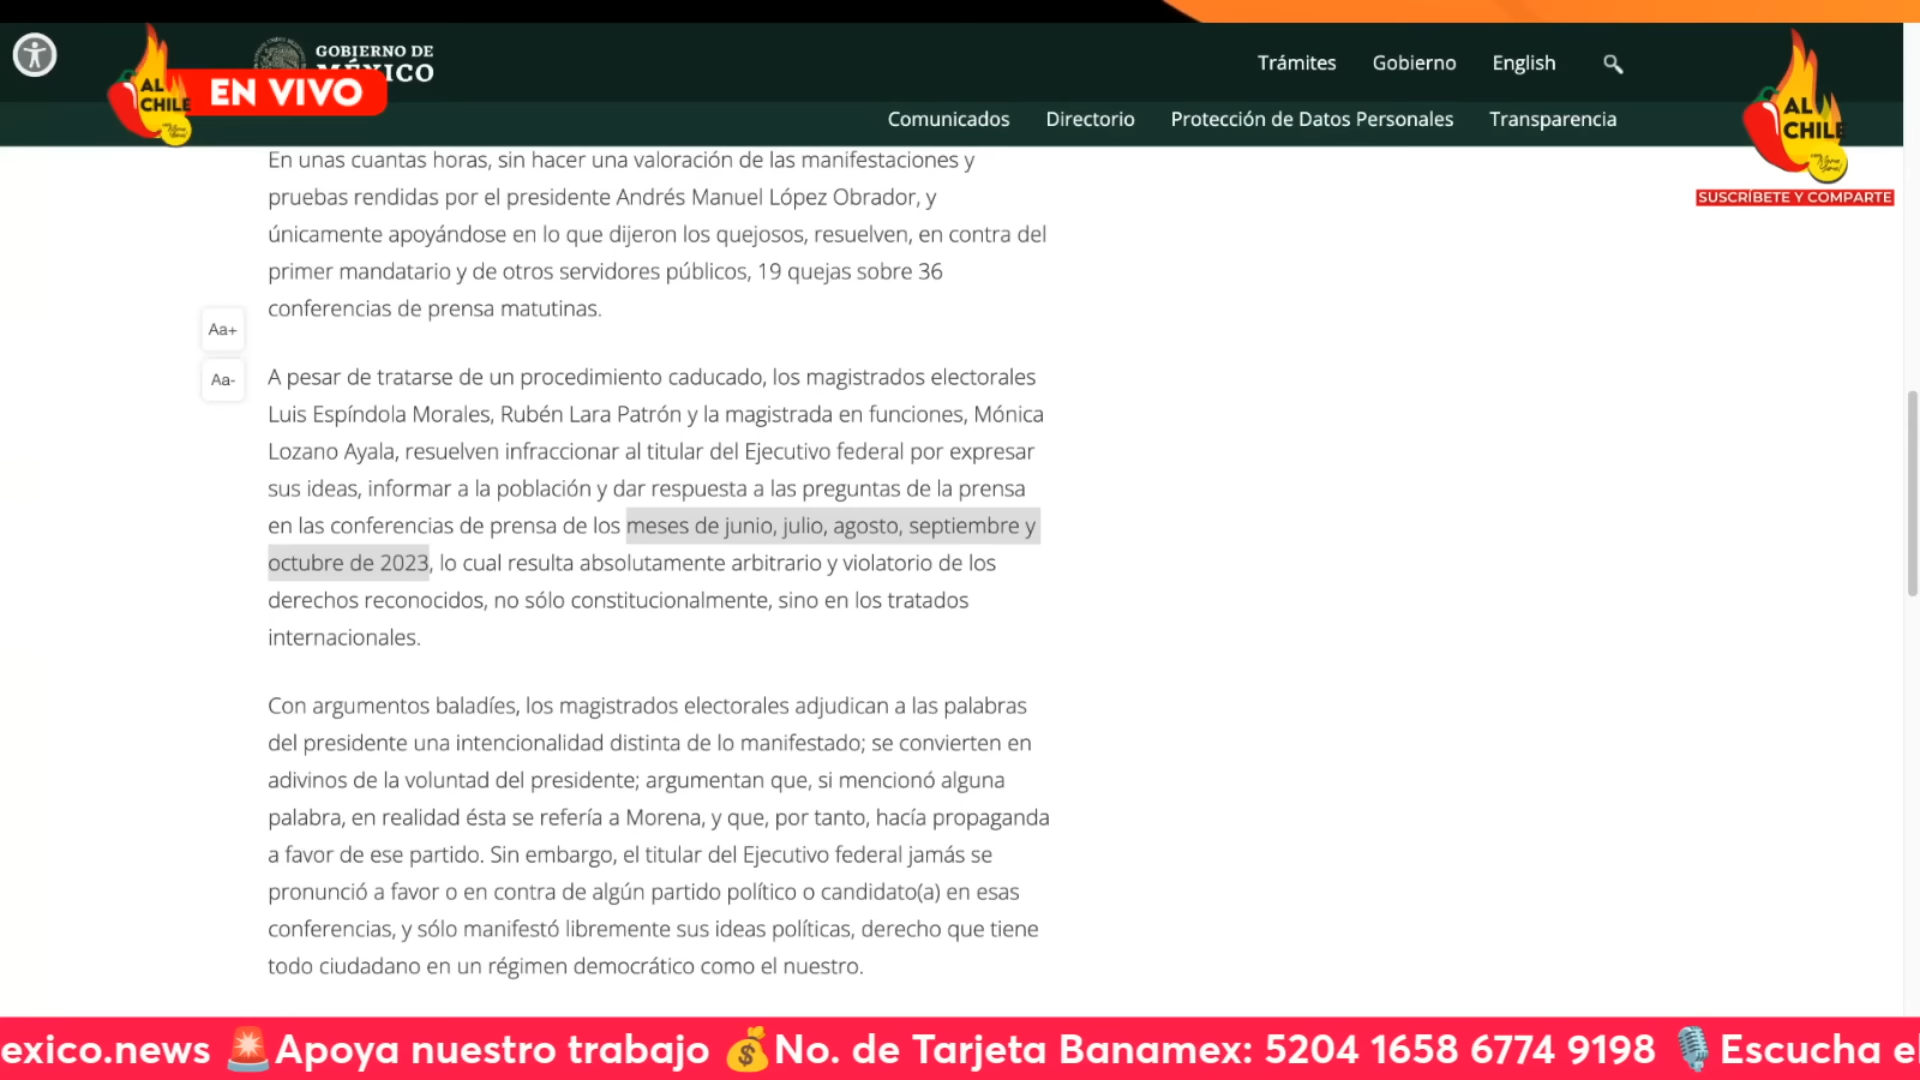 GOBIERNO DE
MÉXICO
AL
CHILE
EN VIVO
Trámites
Gobierno
English
Comunicados
Directorio
Protección de Datos Personales
Transparencia
AL
CHILE
SUSCRÍBETE Y COMPARTE
En unas cuantas horas, sin hacer una valoración de las manifestaciones y
pruebas rendidas por el presidente Andrés Manuel López Obrador, y
únicamente apoyándose en lo que dijeron los quejosos, resuelven, en contra del
primer mandatario y de otros servidores públicos, 19 quejas sobre 36
conferencias de prensa matutinas.
Aa+
Aa-
A pesar de tratarse de un procedimiento caducado, los magistrados electorales
Luis Espíndola Morales, Rubén Lara Patrón y la magistrada en funciones, Mónica
Lozano Ayala, resuelven infraccionar al titular del Ejecutivo federal por expresar
sus ideas, informar a la población y dar respuesta a las preguntas de la prensa
en las conferencias de prensa de los meses de junio, julio, agosto, septiembre y
octubre de 2023, lo cual resulta absolutamente arbitrario y violatorio de los
derechos reconocidos, no sólo constitucionalmente, sino en los tratados
internacionales.
Con argumentos baladíes, los magistrados electorales adjudican a las palabras
del presidente una intencionalidad distinta de lo manifestado; se convierten en
adivinos de la voluntad del presidente; argumentan que, si mencionó alguna
palabra, en realidad ésta se refería a Morena, y que, por tanto, hacía propaganda
a favor de ese partido. Sin embargo, el titular del Ejecutivo federal jamás se
pronunció a favor o en contra de algún partido político o candidato(a) en esas
conferencias, y sólo manifestó libremente sus ideas políticas, derecho que tiene
todo ciudadano en un régimen democrático como el nuestro.
exico.news 🚨Apoya nuestro trabajo 💰No. de Tarjeta Banamex: 5204 1658 6774 9198 🎙️Escucha el